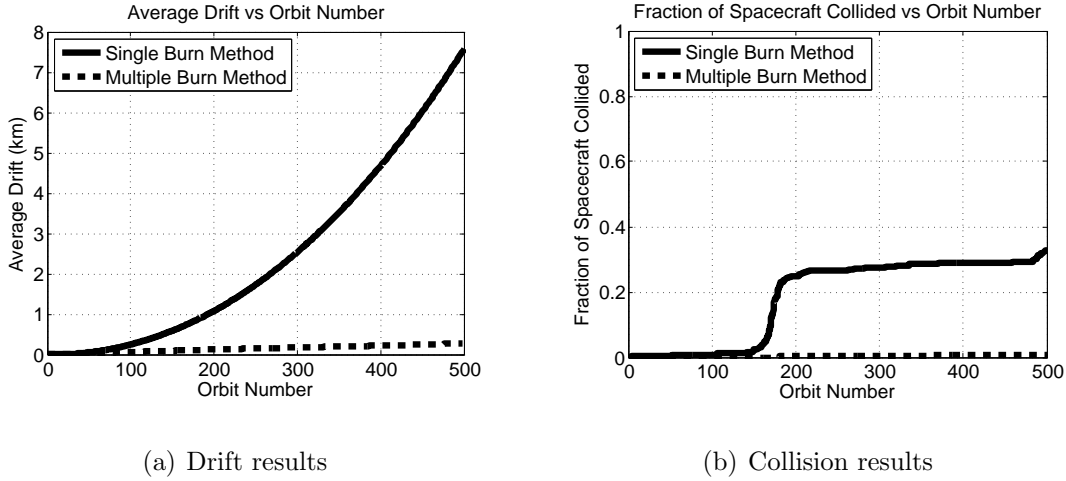 Average Drift vs Orbit Number
Single Burn Method
Multiple Burn Method
Average Drift (km)
8
7
6
5
4
3
2
1
0
0 100 200 300 400 500
Orbit Number
(a) Drift results
Fraction of Spacecraft Collided vs Orbit Number
Single Burn Method
Multiple Burn Method
Fraction of Spacecraft Collided
1
0.8
0.6
0.4
0.2
0
0 100 200 300 400 500
Orbit Number
(b) Collision results